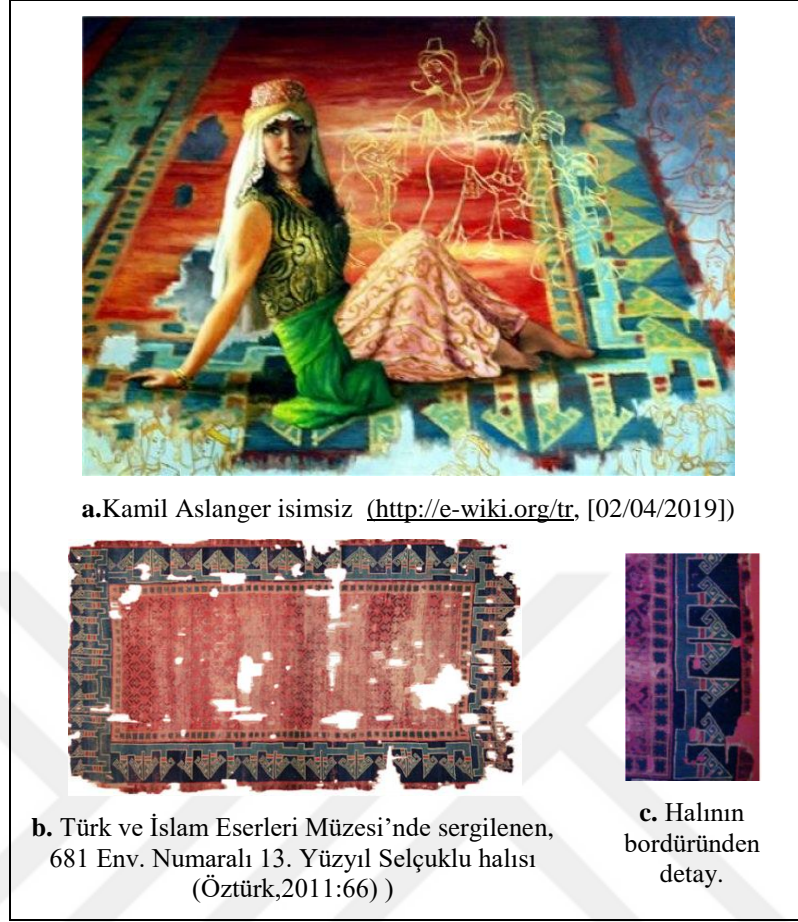 a.Kamil Aslanger isimsiz (http://e-wiki.org/tr, [02/04/2019])
b. Türk ve İslam Eserleri Müzesi’nde sergilenen,
681 Env. Numaralı 13. Yüzyıl Selçuklu halısı
(Öztürk,2011:66) )
c. Halının
bordüründen
detay.